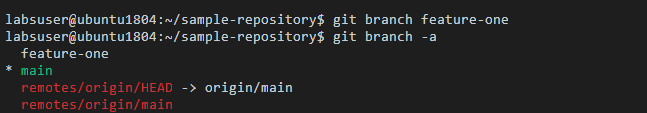 labsuser@ubuntu1804:~/sample-repository$ git branch feature-one
labsuser@ubuntu1804:~/sample-repository$ git branch -a
  feature-one
* main
  remotes/origin/HEAD -> origin/main
  remotes/origin/main